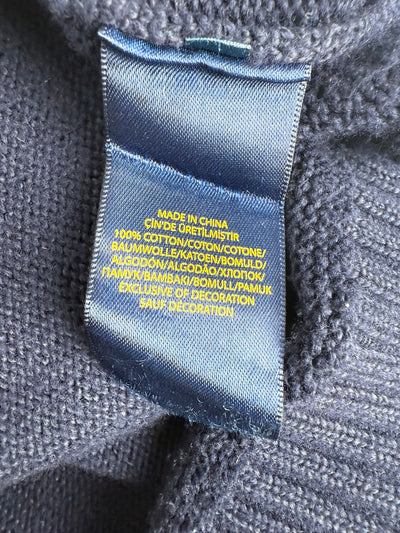 MADE IN CHINA
ÇİN'DE ÜRETİLMİŞTİR
100% COTTON/COTON/COTONE/
BAUMWOLLE/KATOEN/BOMULD/
ALGODÓN/ALGODÃO/ХЛОПОК/
ПАМУК/BAMBAKI/BOMULL/PAMUK
EXCLUSIVE OF DECORATION
SAUF DÉCORATION